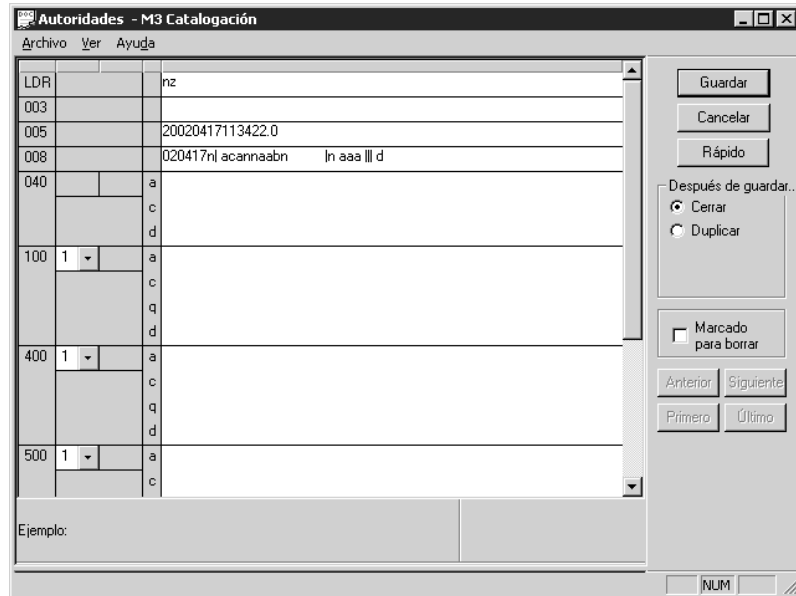 Autoridades - M3 Catalogación
Archivo Ver Ayuda
LDR nz
003
005 20020417113422.0
008 020417n| acannaabn |n aaa ||| d
040 a
c
d
100 1 a
c
q
d
400 1 a
c
q
d
500 1 a
c
Ejemplo:
Guardar
Cancelar
Rápido
Después de guardar...
Cerrar
Duplicar
Marcado
para borrar
Anterior Siguiente
Primero Último
NUM